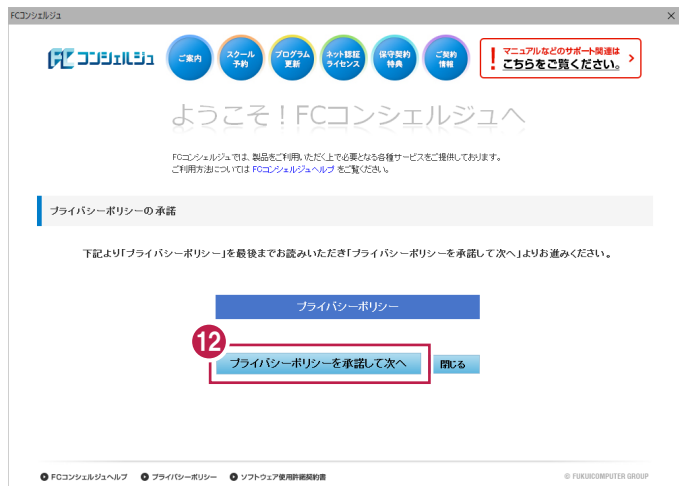 FCコンシェルジュ
×
FC コンシェルジュ
ご案内
スクール
予約
プログラム
更新
ネット認証
ライセンス
保守契約
特典
ご契約
情報
! マニュアルなどのサポート関連は
こちらをご覧ください。
ようこそ!FCコンシェルジュへ
FCコンシェルジュでは、製品をご利用いただく上で必要となる各種サービスをご提供しております。
ご利用方法については FCコンシェルジュヘルプ をご覧ください。
プライバシーポリシーの承諾
下記より「プライバシーポリシー」を最後までお読みいただき「プライバシーポリシーを承諾して次へ」よりお進みください。
プライバシーポリシー
12
プライバシーポリシーを承諾して次へ
閉じる
FCコンシェルジュヘルプ プライバシーポリシー ソフトウェア使用許諾契約書
© FUKUICOMPUTER GROUP